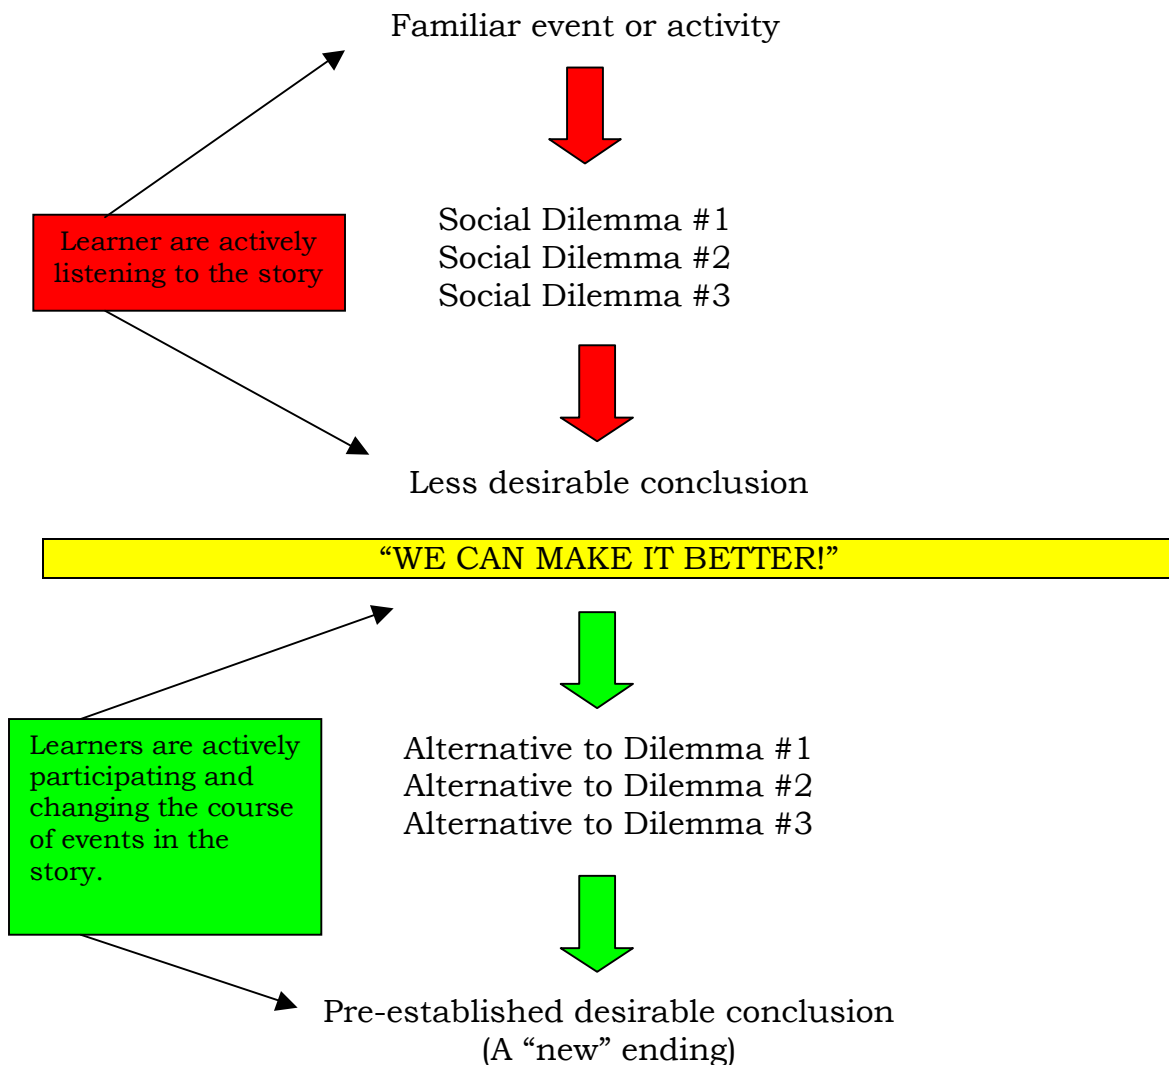 Familiar event or activity
Learner are actively
listening to the story
Social Dilemma #1
Social Dilemma #2
Social Dilemma #3
Less desirable conclusion
“WE CAN MAKE IT BETTER!”
Learners are actively
participating and
changing the course
of events in the
story.
Alternative to Dilemma #1
Alternative to Dilemma #2
Alternative to Dilemma #3
Pre-established desirable conclusion
(A “new” ending)